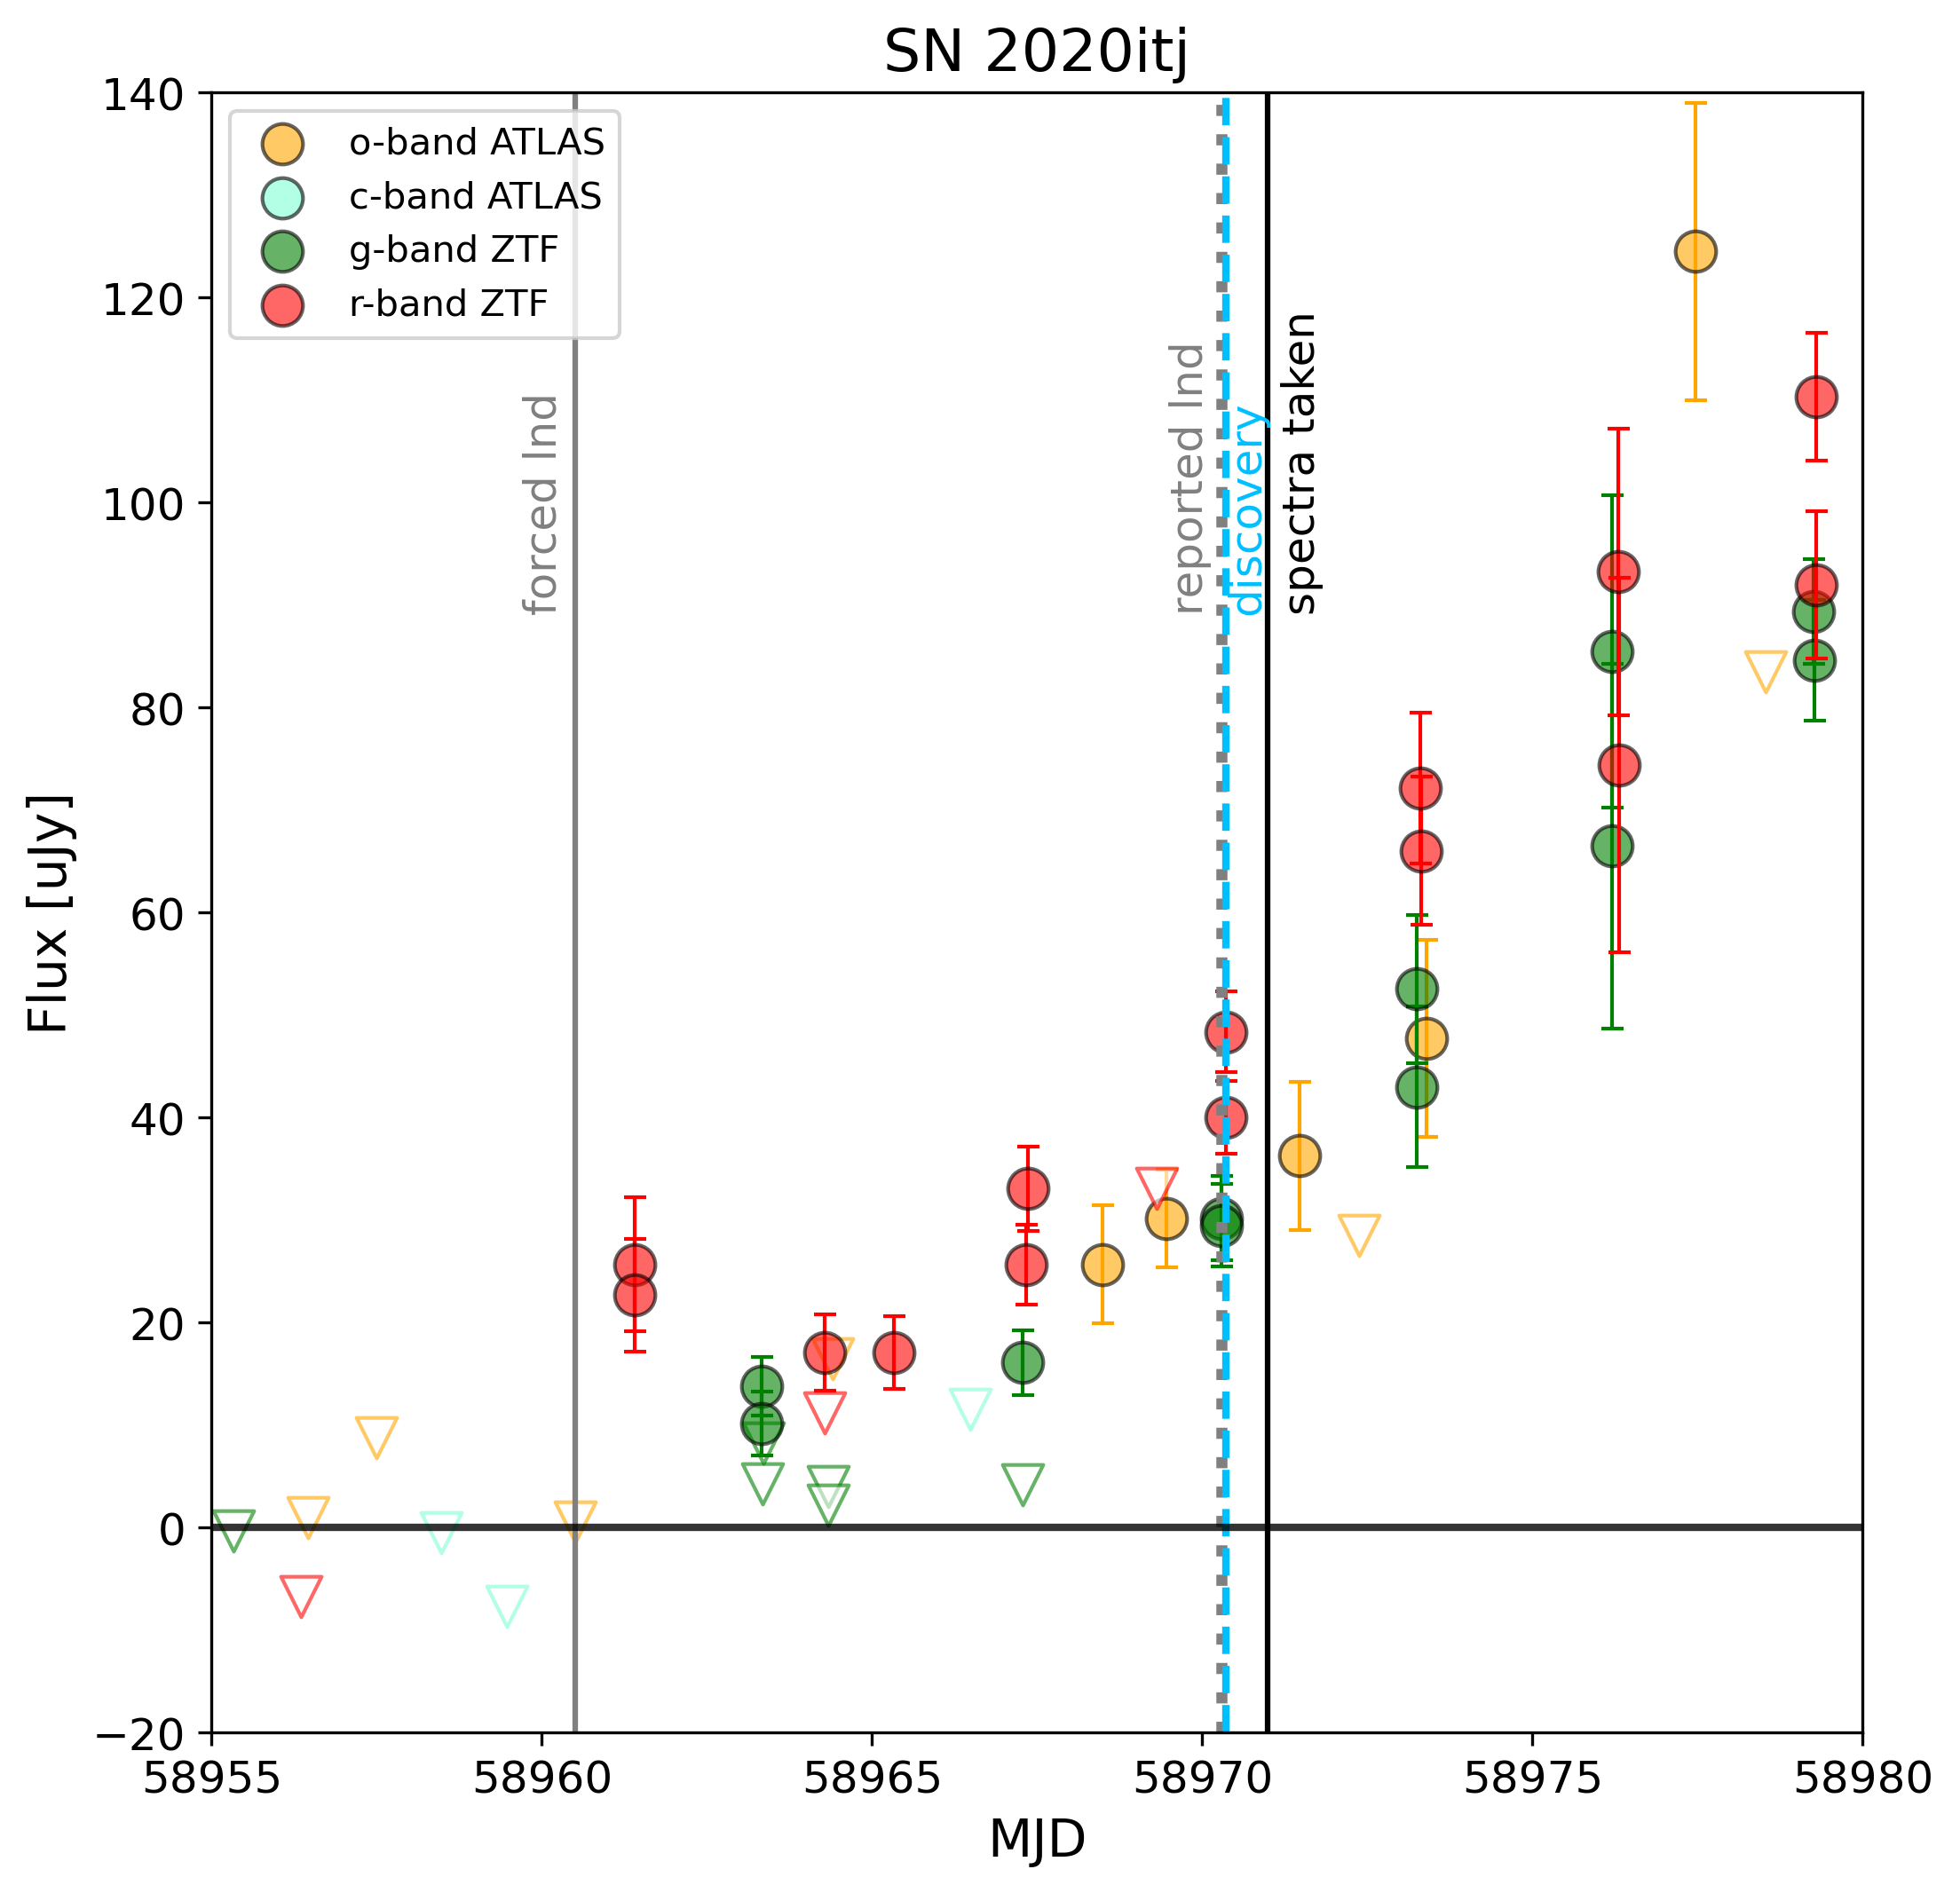 SN 2020itj
140
120
100
80
60
40
20
0
−20
Flux [uJy]
o-band ATLAS
c-band ATLAS
g-band ZTF
r-band ZTF
forced lnd
reported lnd
discovery
spectra taken
58955
58960
58965
58970
58975
58980
MJD